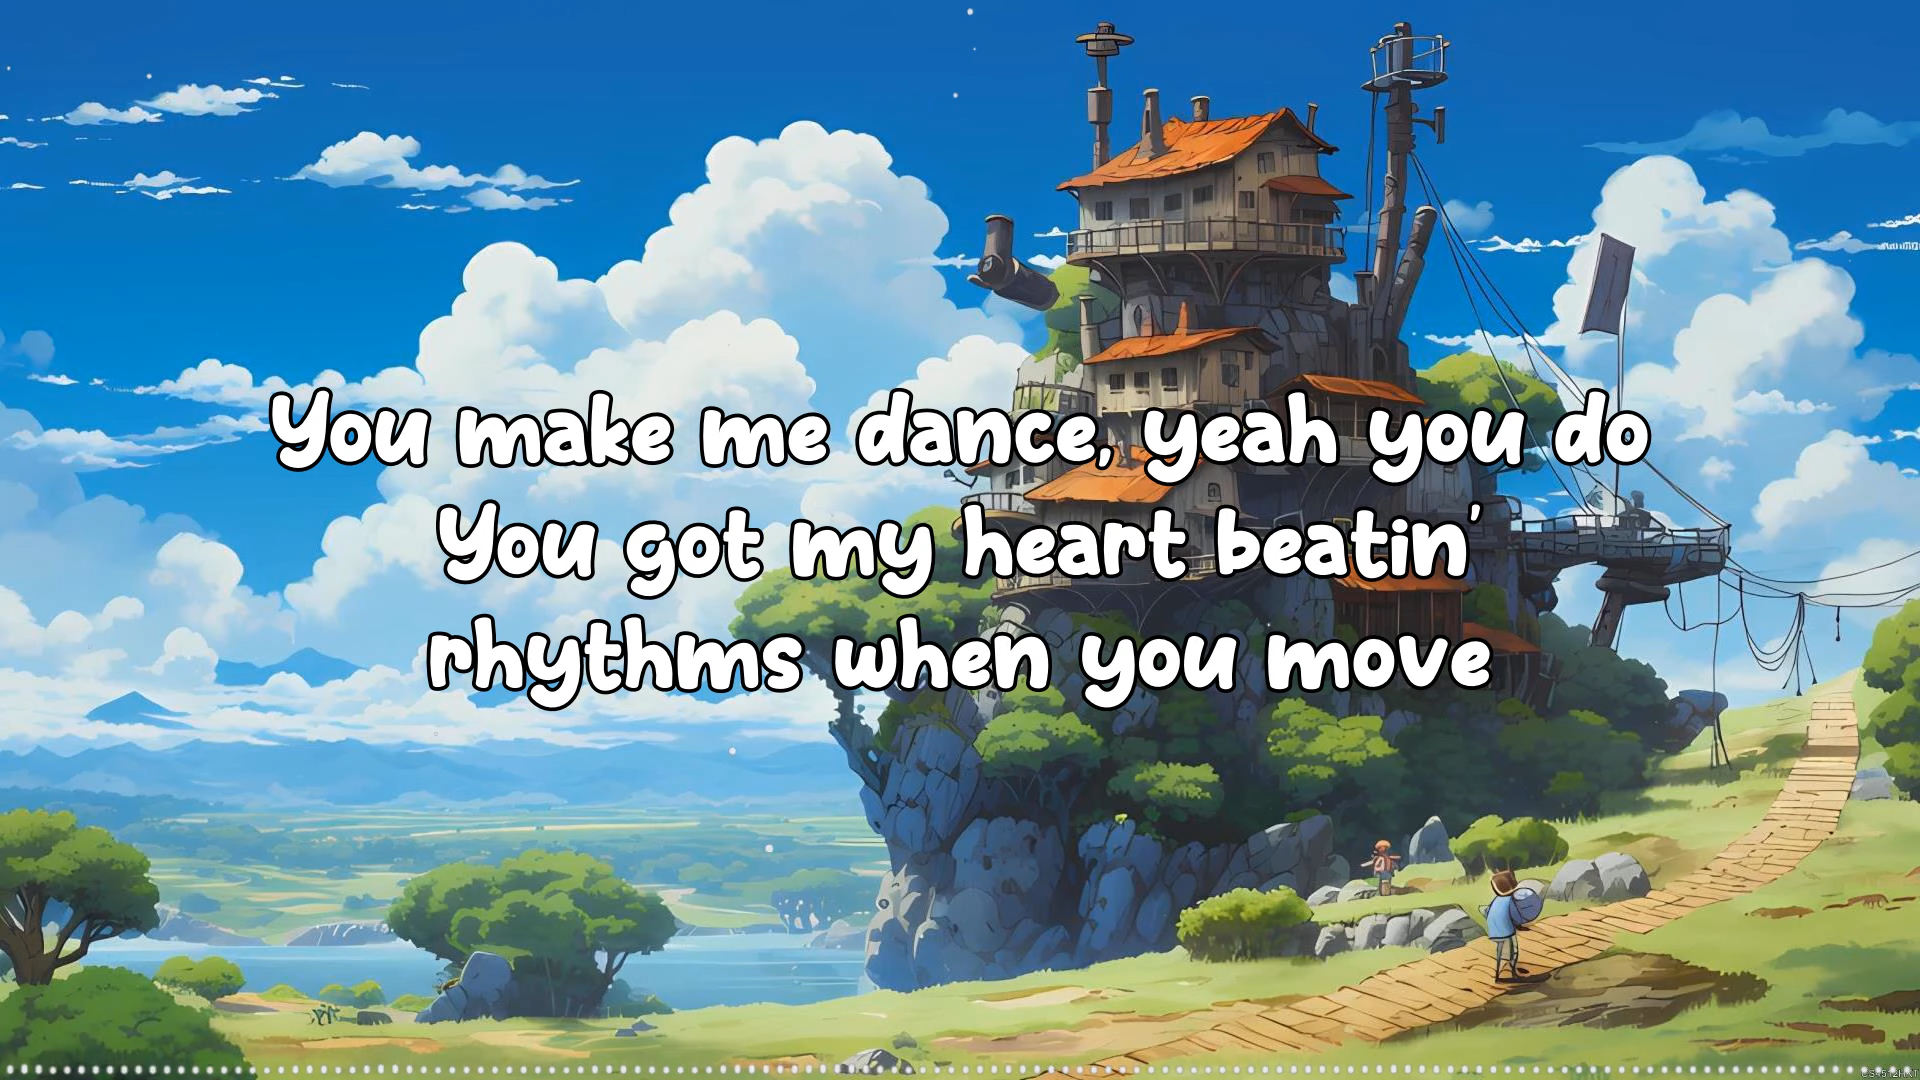 You make me dance, yeah you do
You got my heart beatin'
rhythms when you move